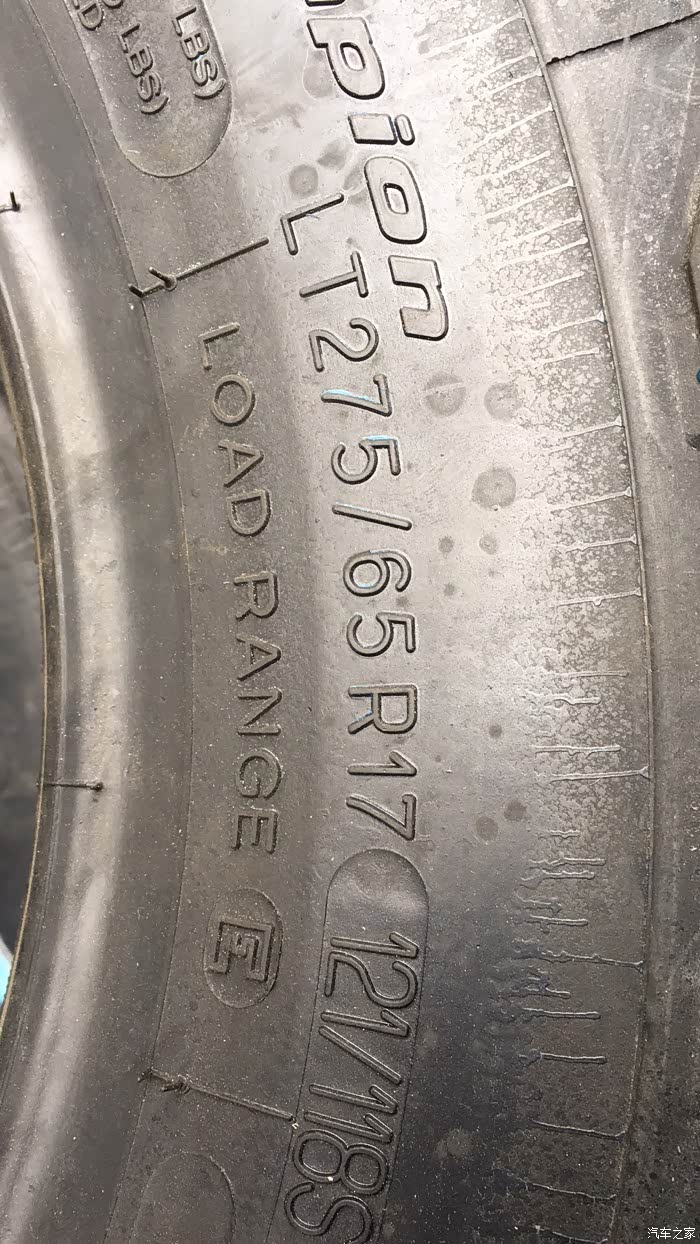 LBS)
LBS)
pion
LT275/65R17 121/118S
LOAD RANGE E
汽车之家